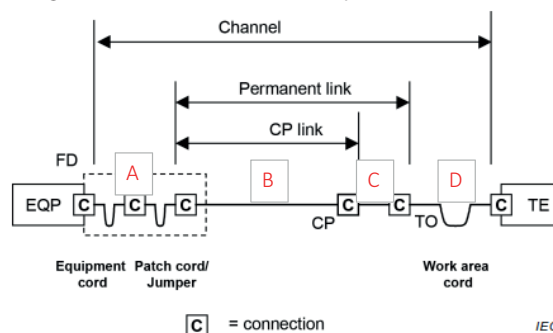 Channel
Permanent link
CP link
FD
A
B
C
D
EQP
C
C
C
C
C
C
TE
CP
TO
Equipment cord
Patch cord/ Jumper
Work area cord
C = connection
IEC